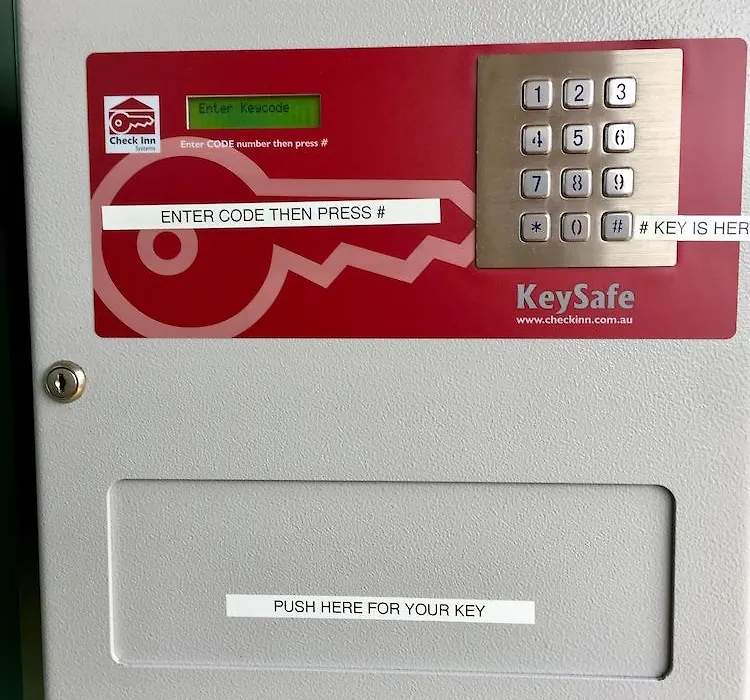 Enter Keycode
Check Inn
Systems
Enter CODE number then press #
1 2 3
4 5 6
7 8 9
* 0 #
ENTER CODE THEN PRESS #
# KEY IS HER
KeySafe
www.checkinn.com.au
PUSH HERE FOR YOUR KEY